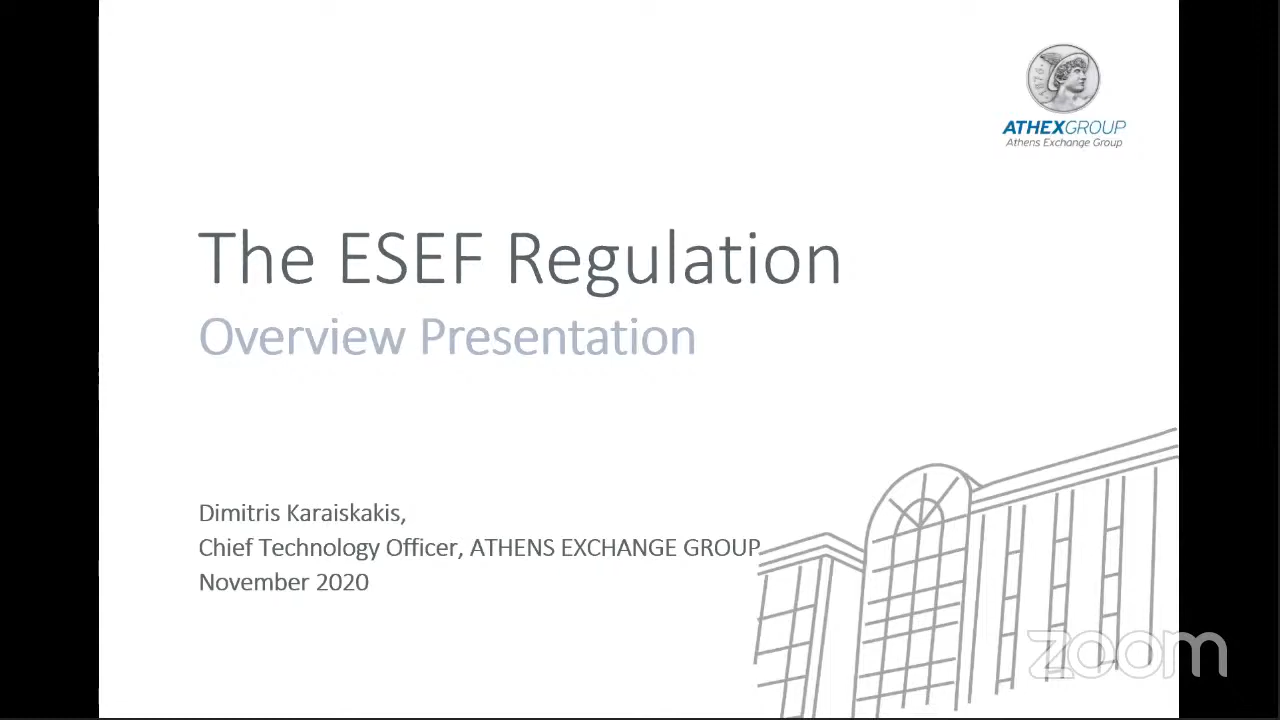 1876
ATHEXGROUP
Athens Exchange Group
The ESEF Regulation
Overview Presentation
Dimitris Karaiskakis,
Chief Technology Officer, ATHENS EXCHANGE GROUP
November 2020
zoom